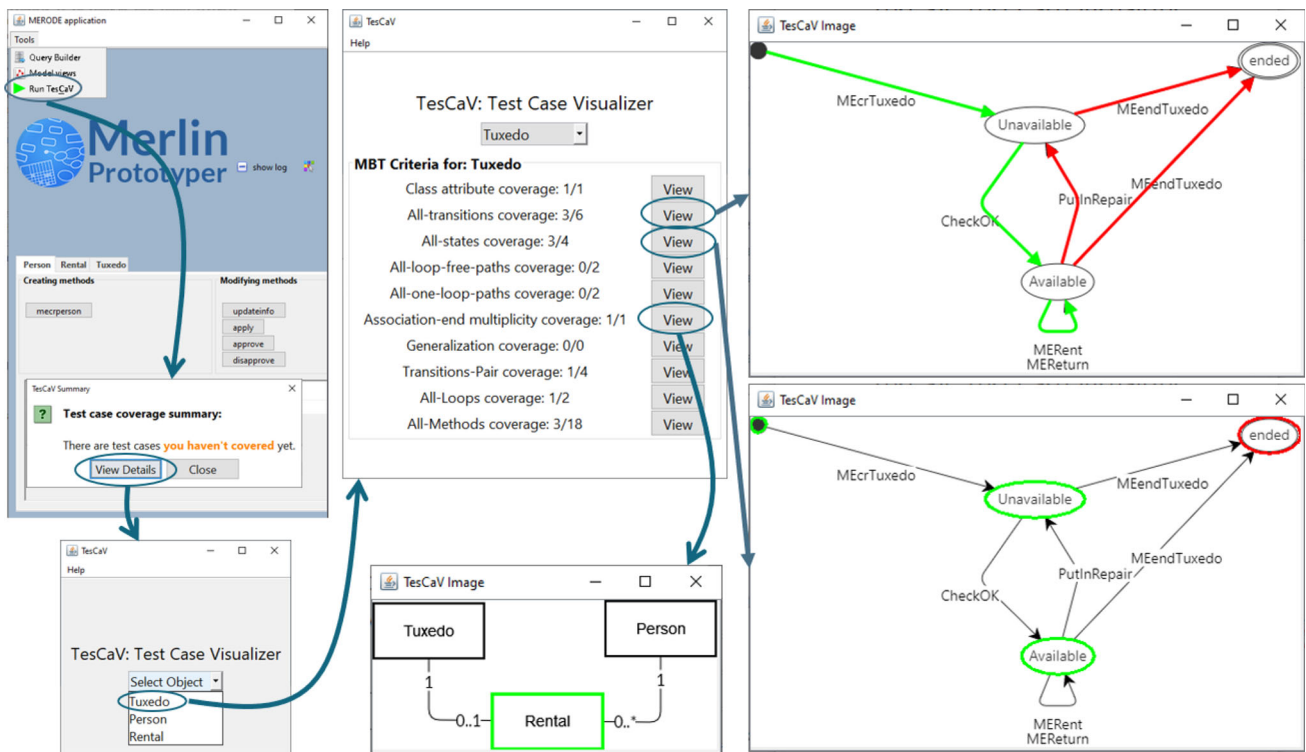 MERODE application
Tools
Query Builder
Model views
Run TesCaV
Merlin
Prototyper
show log
Person Rental Tuxedo
Creating methods
Modifying methods
mecrperson
updateinfo
apply
approve
disapprove
TesCaV Summary
?
Test case coverage summary:
There are test cases you haven't covered yet.
View Details
Close
TesCaV
Help
TesCaV: Test Case Visualizer
Select Object
Tuxedo
Person
Rental
TesCaV
Help
TesCaV: Test Case Visualizer
Tuxedo
MBT Criteria for: Tuxedo
Class attribute coverage: 1/1 View
All-transitions coverage: 3/6 View
All-states coverage: 3/4 View
All-loop-free-paths coverage: 0/2 View
All-one-loop-paths coverage: 0/2 View
Association-end multiplicity coverage: 1/1 View
Generalization coverage: 0/0 View
Transitions-Pair coverage: 1/4 View
All-Loops coverage: 1/2 View
All-Methods coverage: 3/18 View
TesCaV Image
Tuxedo
Person
1
1
0..1
Rental
0..*
TesCaV Image
ended
MEcrTuxedo
MEendTuxedo
Unavailable
MEendTuxedo
PutInRepair
CheckOK
Available
MERent
MEReturn
TesCaV Image
ended
MEcrTuxedo
MEendTuxedo
Unavailable
MEendTuxedo
PutInRepair
CheckOK
Available
MERent
MEReturn